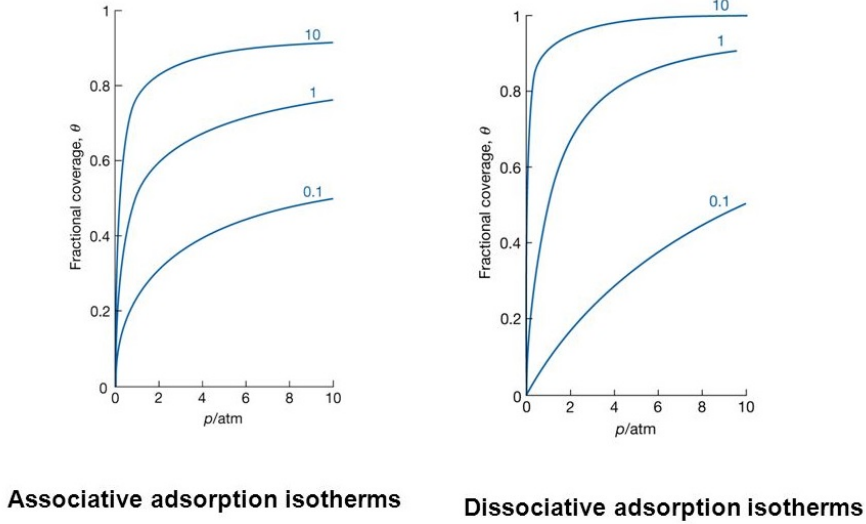 1
0.8
0.6
0.4
0.2
0
Fractional coverage, θ
10
1
0.1
0 2 4 6 8 10
p/atm
Associative adsorption isotherms
1
0.8
0.6
0.4
0.2
0
Fractional coverage, θ
10
1
0.1
0 2 4 6 8 10
p/atm
Dissociative adsorption isotherms